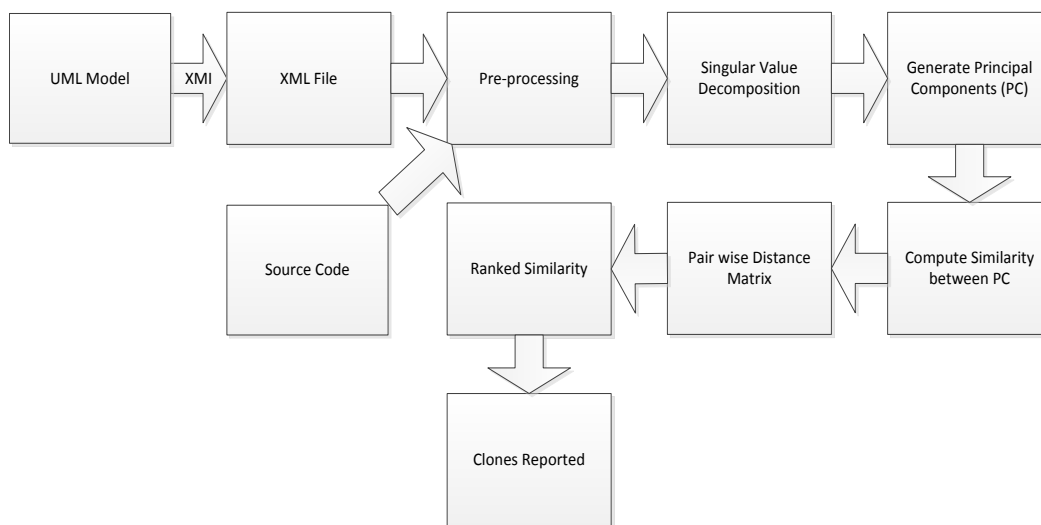 UML Model
XMI
XML File
Pre-processing
Singular Value
Decomposition
Generate Principal
Components (PC)
Source Code
Ranked Similarity
Pair wise Distance
Matrix
Compute Similarity
between PC
Clones Reported